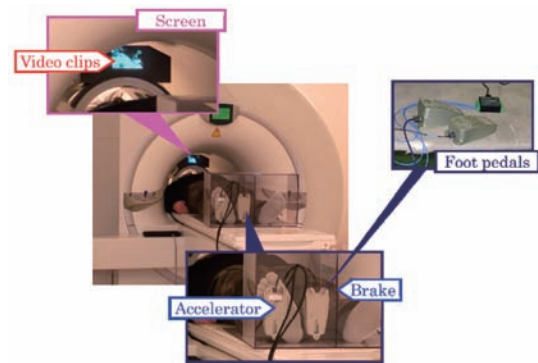 Screen
Video clips
Foot pedals
Accelerator
Brake